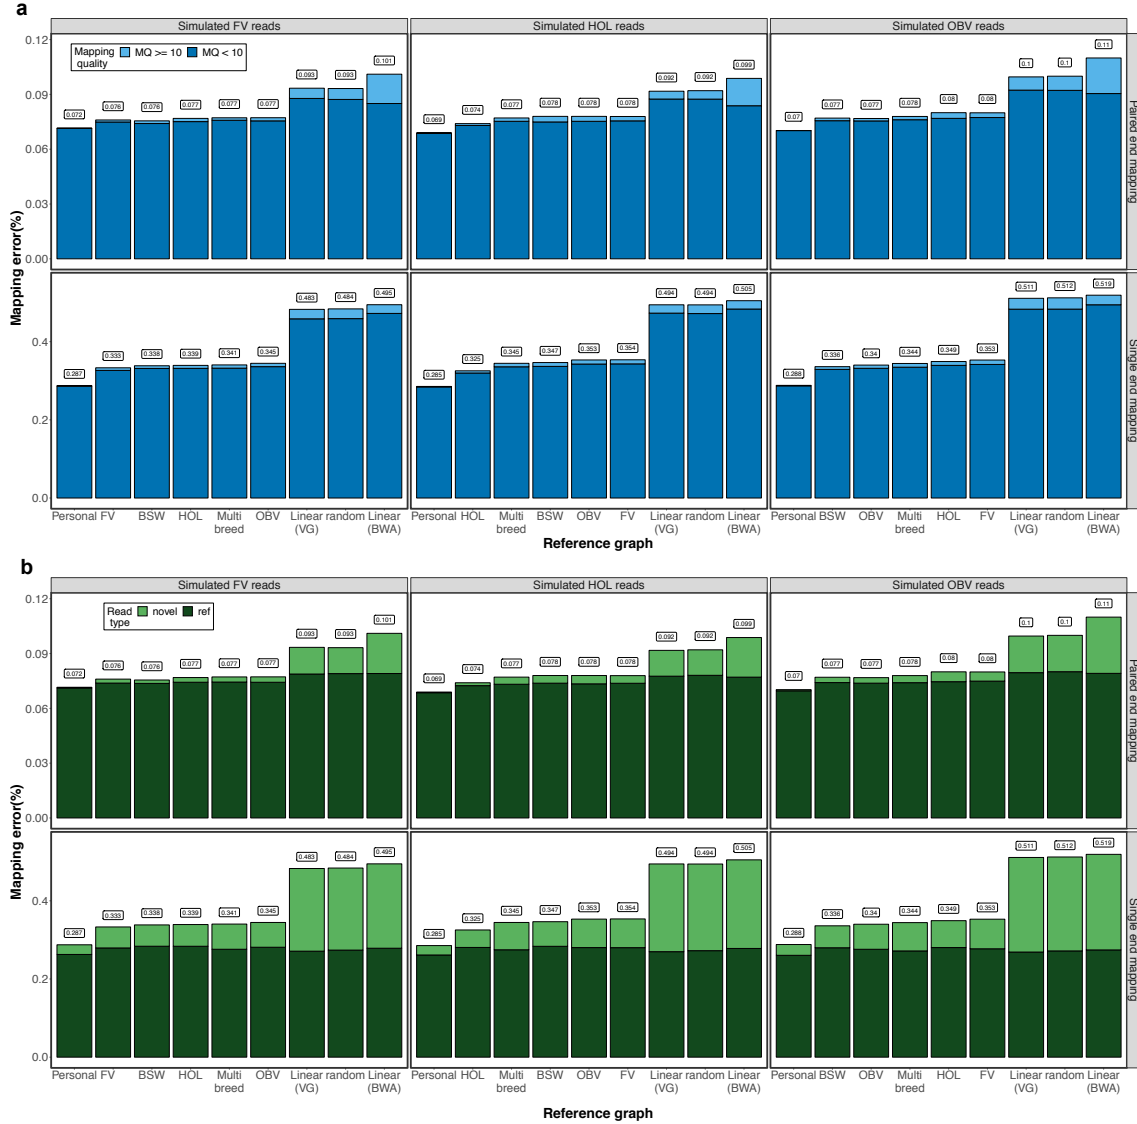 a
Simulated FV reads
Simulated HOL reads
Simulated OBV reads
Mapping quality MQ >= 10 MQ < 10
Mapping error(%)
0.12
0.09
0.06
0.03
0.00
0.072 0.076 0.076 0.077 0.077 0.077 0.093 0.093 0.101
0.069 0.074 0.077 0.078 0.078 0.078 0.092 0.092 0.099
0.07 0.077 0.077 0.078 0.08 0.08 0.1 0.1 0.11
Paired end mapping
0.4
0.2
0.0
0.287 0.333 0.338 0.339 0.341 0.345 0.483 0.484 0.495
0.285 0.325 0.345 0.347 0.353 0.354 0.494 0.494 0.505
0.288 0.336 0.34 0.344 0.349 0.353 0.511 0.512 0.519
Single end mapping
Personal FV BSW HOL Multi breed OBV Linear (VG) random Linear (BWA)
Personal HOL Multi breed BSW OBV FV Linear (VG) random Linear (BWA)
Personal BSW OBV Multi breed HOL FV Linear (VG) random Linear (BWA)
Reference graph
b
Simulated FV reads
Simulated HOL reads
Simulated OBV reads
Read type novel ref
Mapping error(%)
0.12
0.09
0.06
0.03
0.00
0.072 0.076 0.076 0.077 0.077 0.077 0.093 0.093 0.101
0.069 0.074 0.077 0.078 0.078 0.078 0.092 0.092 0.099
0.07 0.077 0.077 0.078 0.08 0.08 0.1 0.1 0.11
Paired end mapping
0.4
0.2
0.0
0.287 0.333 0.338 0.339 0.341 0.345 0.483 0.484 0.495
0.285 0.325 0.345 0.347 0.353 0.354 0.494 0.494 0.505
0.288 0.336 0.34 0.344 0.349 0.353 0.511 0.512 0.519
Single end mapping
Personal FV BSW HOL Multi breed OBV Linear (VG) random Linear (BWA)
Personal HOL Multi breed BSW OBV FV Linear (VG) random Linear (BWA)
Personal BSW OBV Multi breed HOL FV Linear (VG) random Linear (BWA)
Reference graph